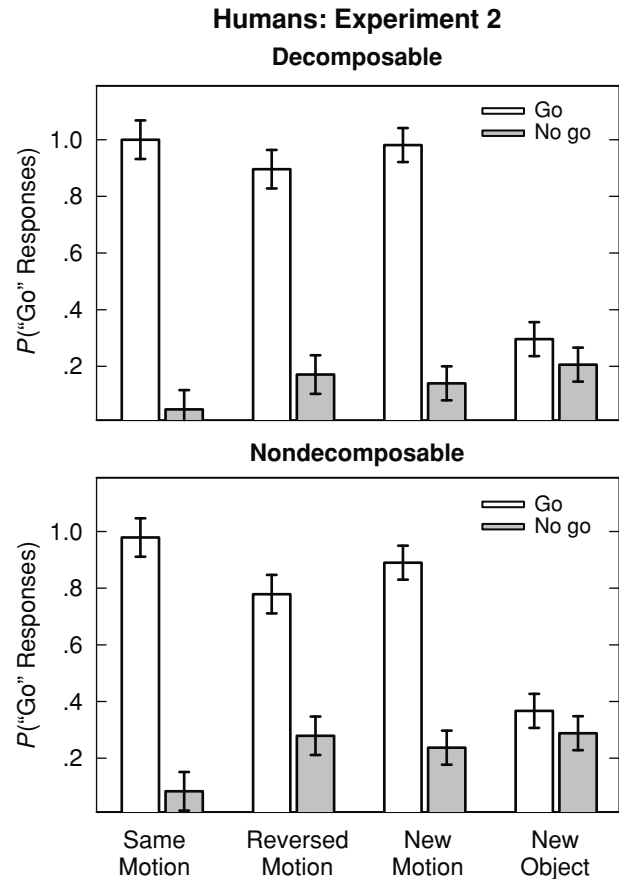 Humans: Experiment 2
Decomposable
P(“Go” Responses)
1.0
.8
.6
.4
.2
Go
No go
Nondecomposable
P(“Go” Responses)
1.0
.8
.6
.4
.2
Go
No go
Same
Motion
Reversed
Motion
New
Motion
New
Object